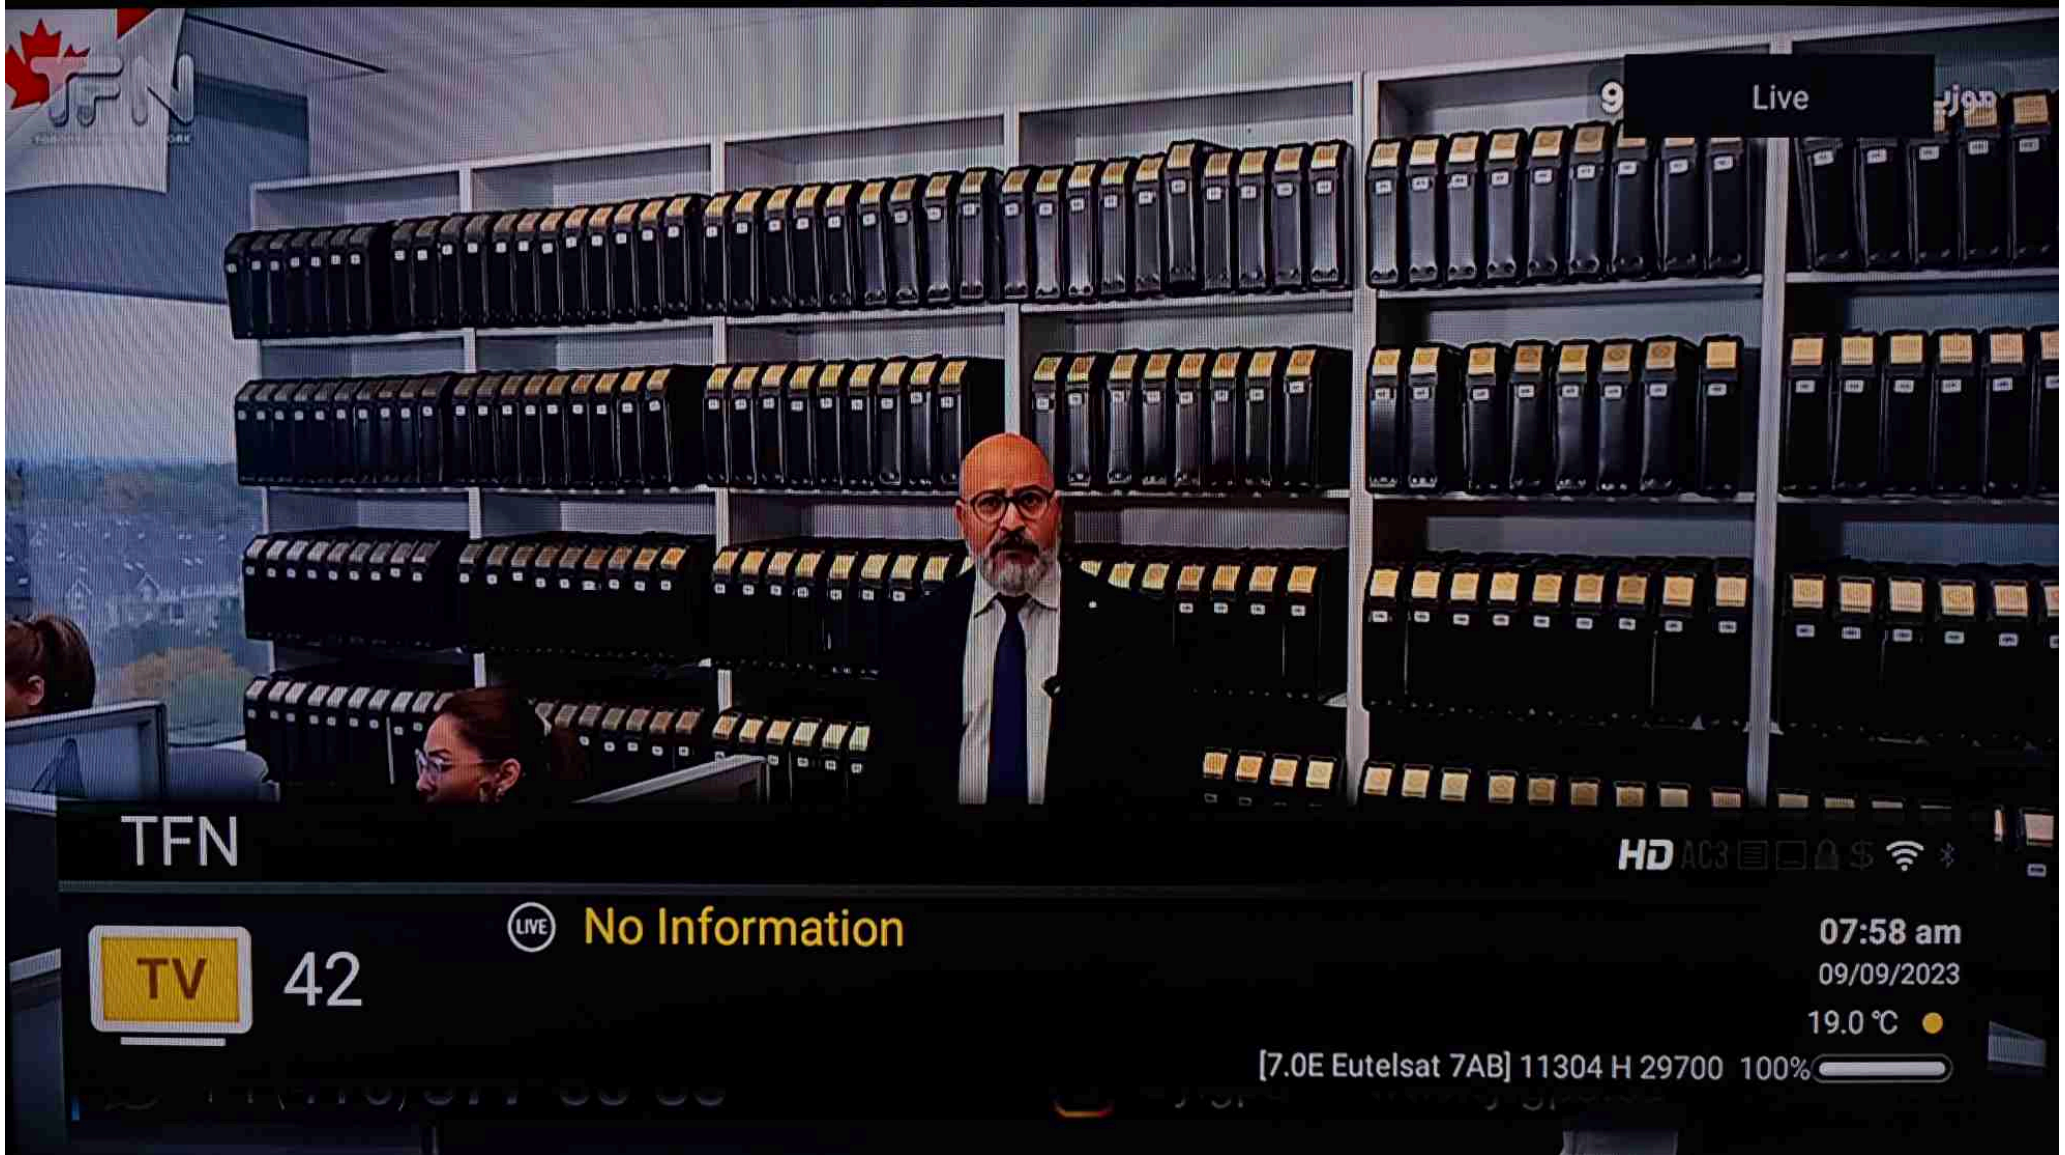 TFN
9
Live
TFN
HD AC3 $
LIVE No Information
TV 42
07:58 am
09/09/2023
19.0 °C
[7.0E Eutelsat 7AB] 11304 H 29700 100%